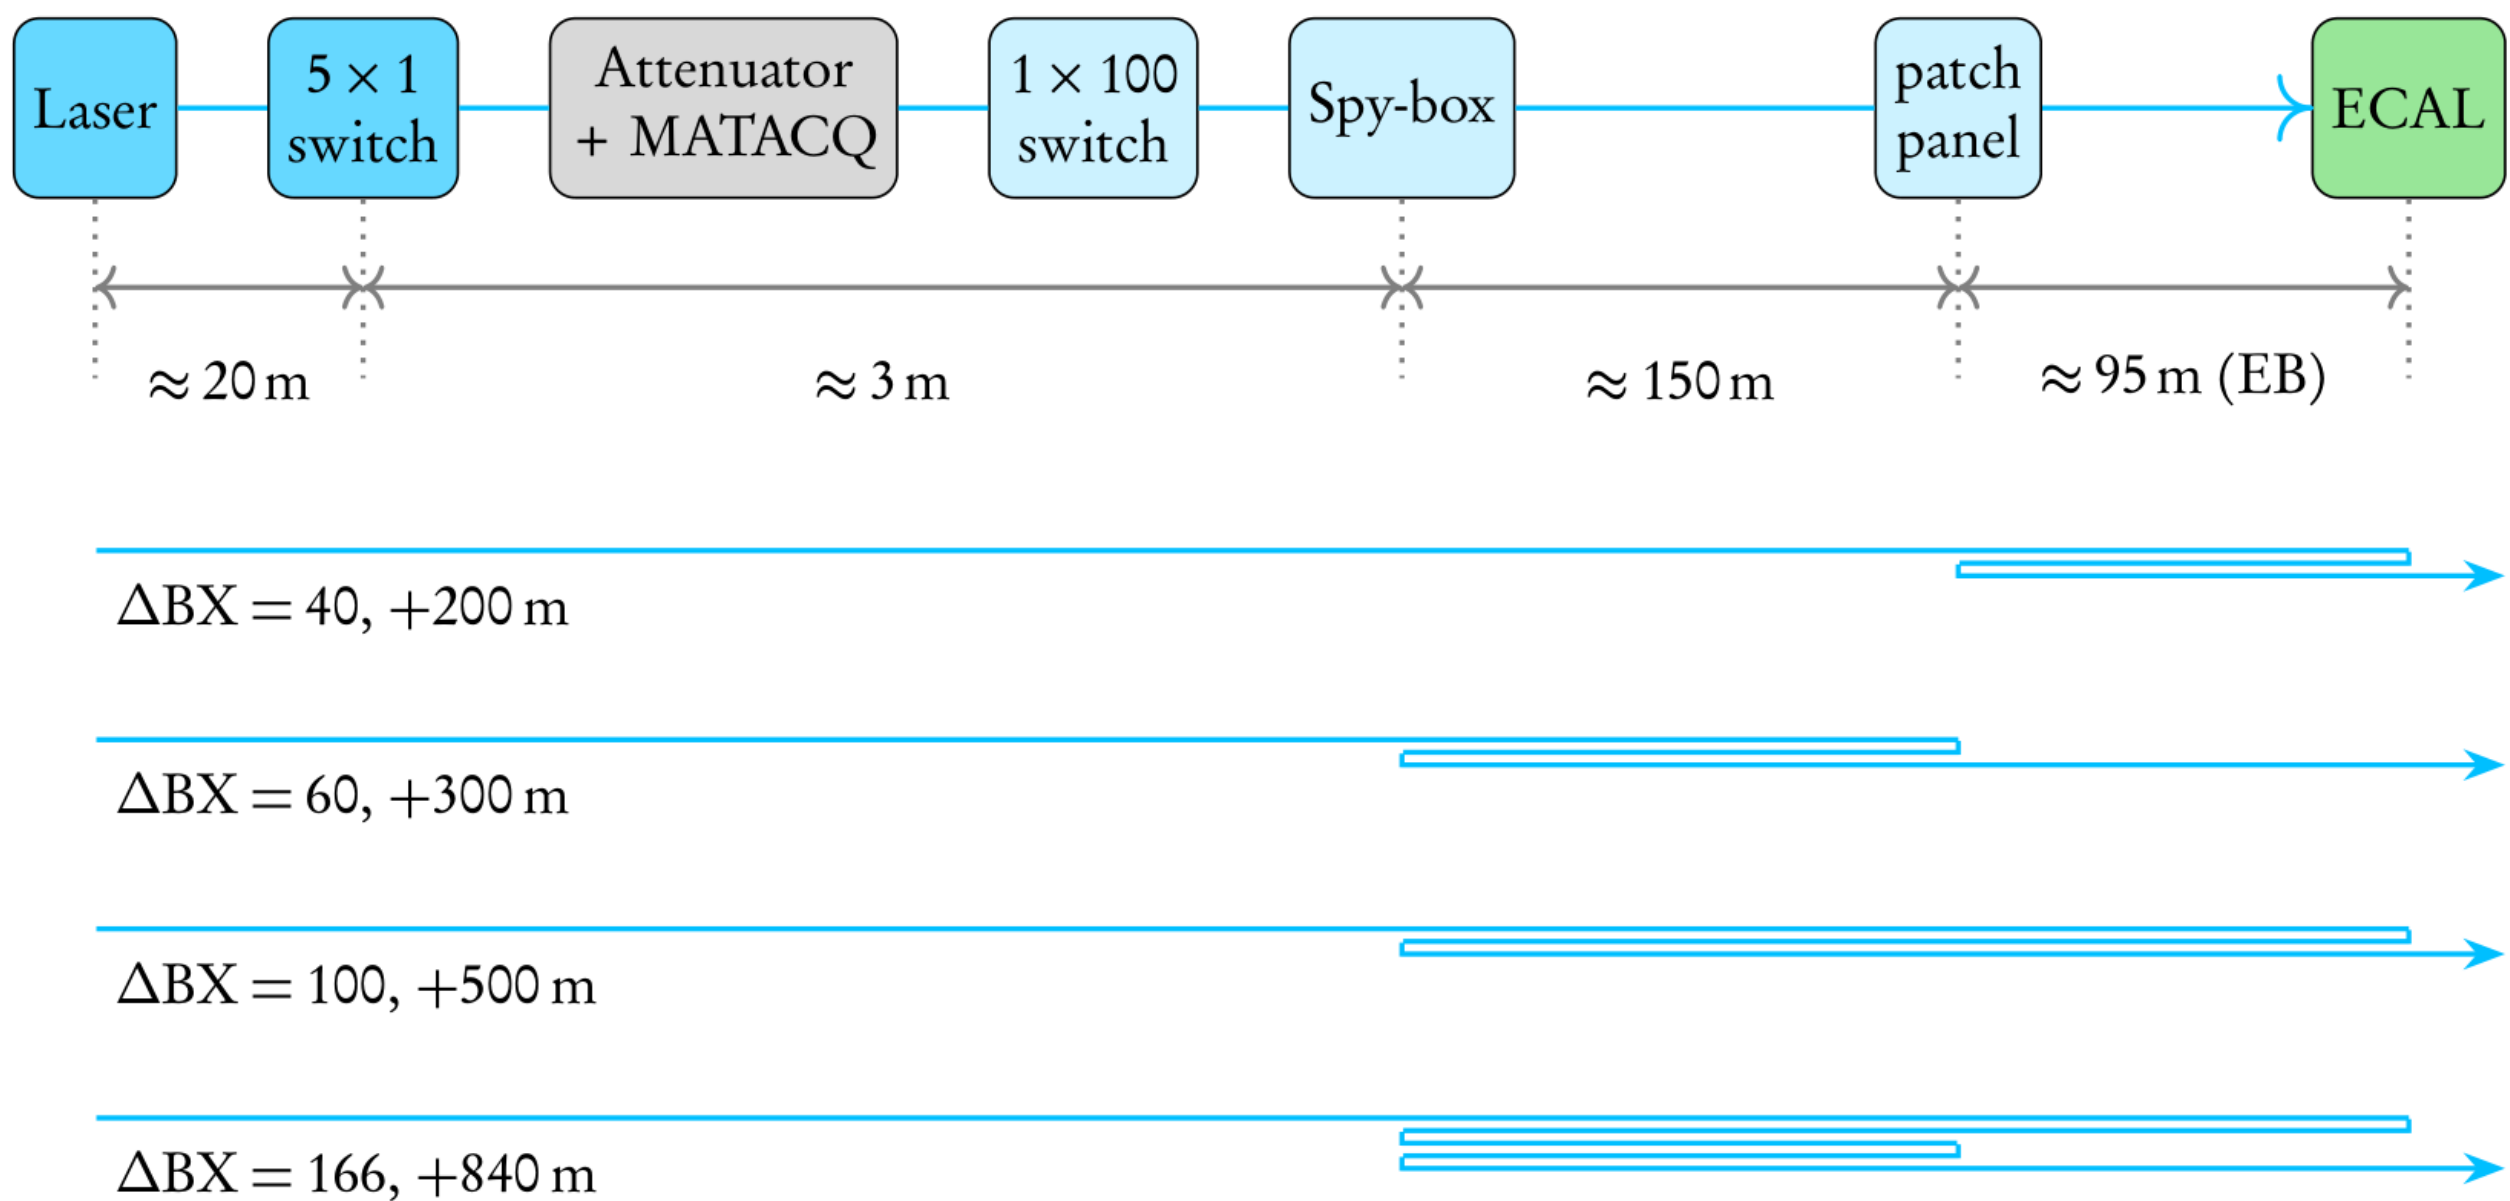 Laser
5 × 1
switch
Attenuator
+ MATACQ
1 × 100
switch
Spy-box
patch
panel
ECAL
≈ 20 m
≈ 3 m
≈ 150 m
≈ 95 m (EB)
ΔBX = 40, +200 m
ΔBX = 60, +300 m
ΔBX = 100, +500 m
ΔBX = 166, +840 m